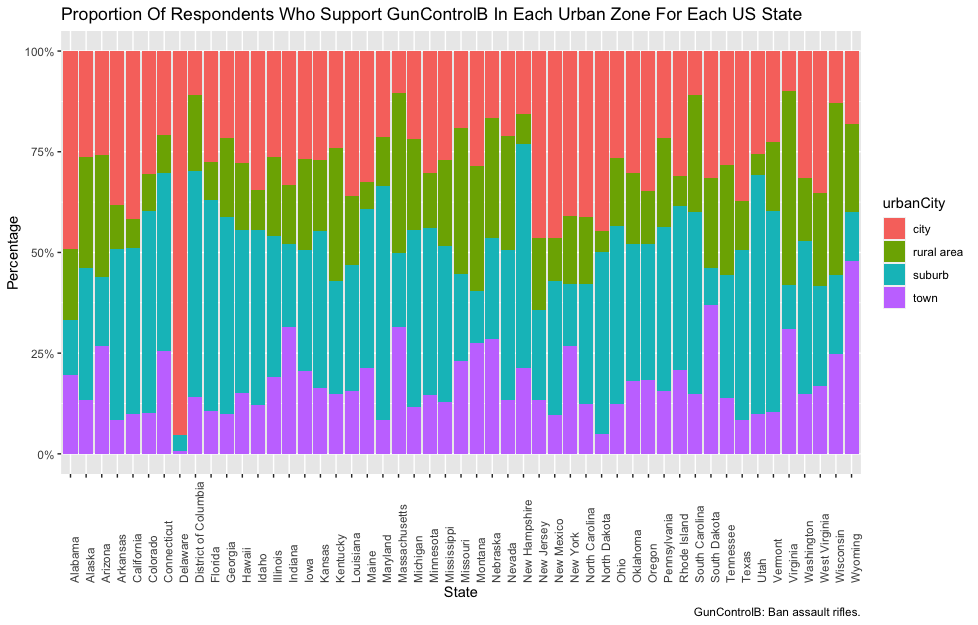 Proportion Of Respondents Who Support GunControlB In Each Urban Zone For Each US State
Percentage
100%
75%
50%
25%
0%
urbanCity
city
rural area
suburb
town
Alabama
Alaska
Arizona
Arkansas
California
Colorado
Connecticut
Delaware
District of Columbia
Florida
Georgia
Hawaii
Idaho
Illinois
Indiana
Iowa
Kansas
Kentucky
Louisiana
Maine
Maryland
Massachusetts
Michigan
Minnesota
Mississippi
Missouri
Montana
Nebraska
Nevada
New Hampshire
New Jersey
New Mexico
New York
North Carolina
North Dakota
Ohio
Oklahoma
Oregon
Pennsylvania
Rhode Island
South Carolina
South Dakota
Tennessee
Texas
Utah
Vermont
Virginia
Washington
West Virginia
Wisconsin
Wyoming
State
GunControlB: Ban assault rifles.